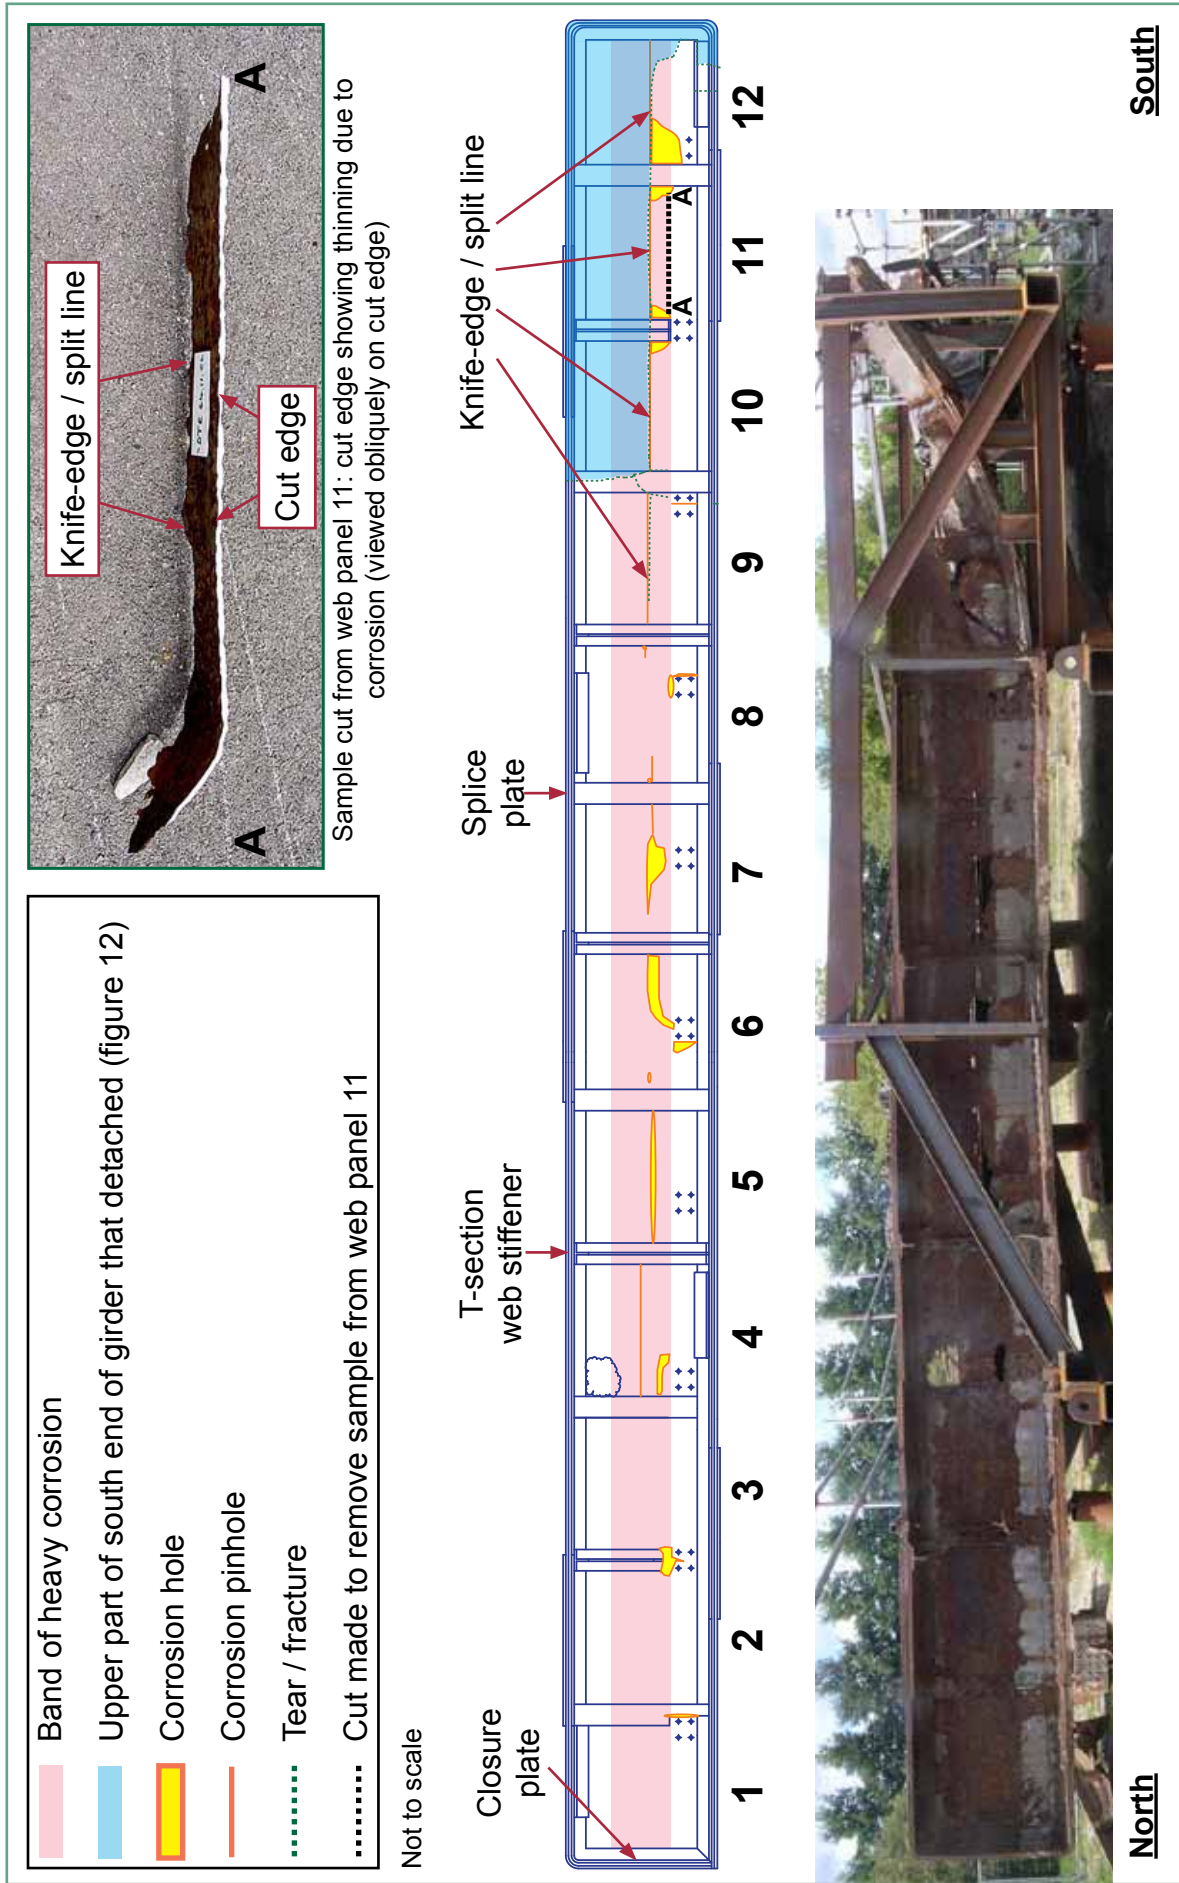 Band of heavy corrosion
Upper part of south end of girder that detached (figure 12)
Corrosion hole
Corrosion pinhole
Tear / fracture
Cut made to remove sample from web panel 11
Not to scale
Knife-edge / split line
Cut edge
A
A
Sample cut from web panel 11: cut edge showing thinning due to
corrosion (viewed obliquely on cut edge)
Closure
plate
T-section
web stiffener
Splice
plate
Knife-edge / split line
A
A
1
2
3
4
5
6
7
8
9
10
11
12
North
South